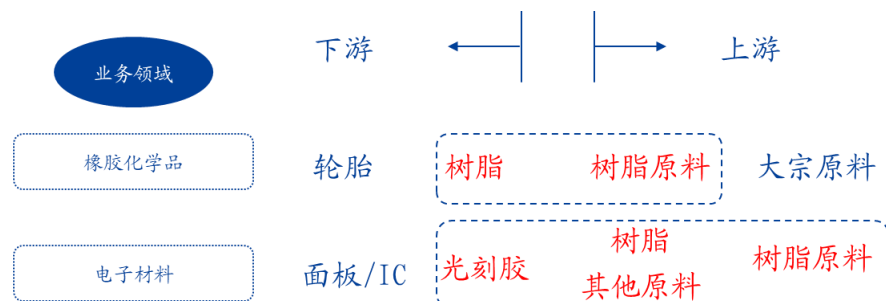 下游
上游
业务领域
橡胶化学品
轮胎
树脂
树脂原料
大宗原料
电子材料
面板/IC
光刻胶
树脂
其他原料
树脂原料